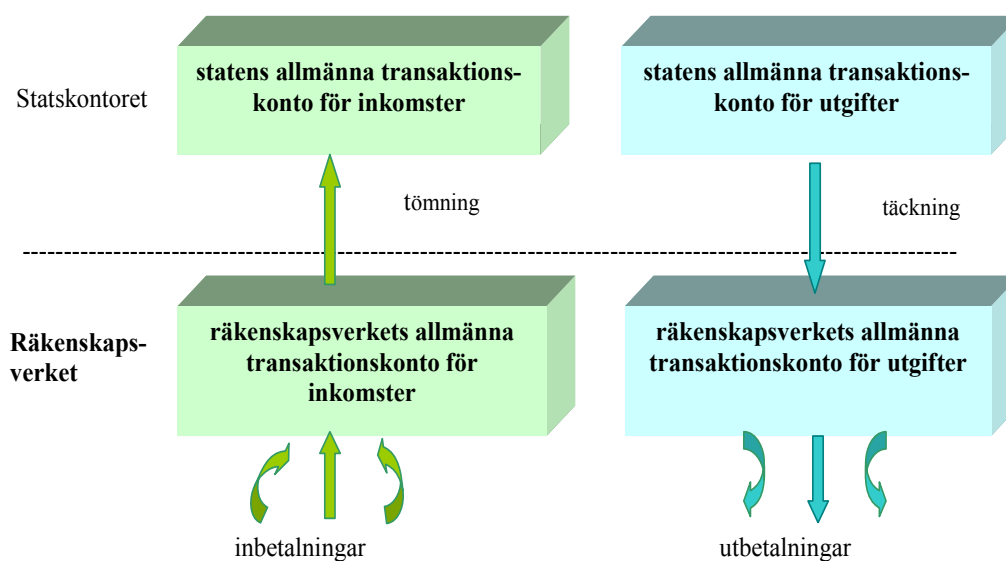 statens allmänna transaktions-
konto för inkomster
statens allmänna transaktions-
konto för utgifter
Statskontoret
tömning
täckning
Räkenskaps-
verket
räkenskapsverkets allmänna
transaktionskonto för
inkomster
räkenskapsverkets allmänna
transaktionskonto för utgifter
inbetalningar
utbetalningar